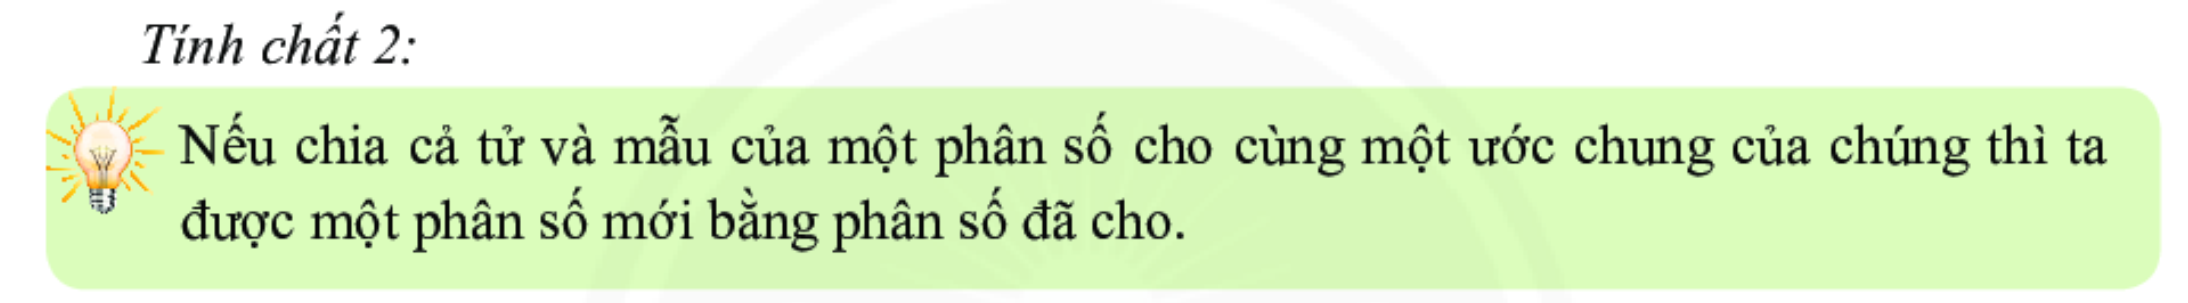 Tính chất 2:
Nếu chia cả tử và mẫu của một phân số cho cùng một ước chung của chúng thì ta
được một phân số mới bằng phân số đã cho.